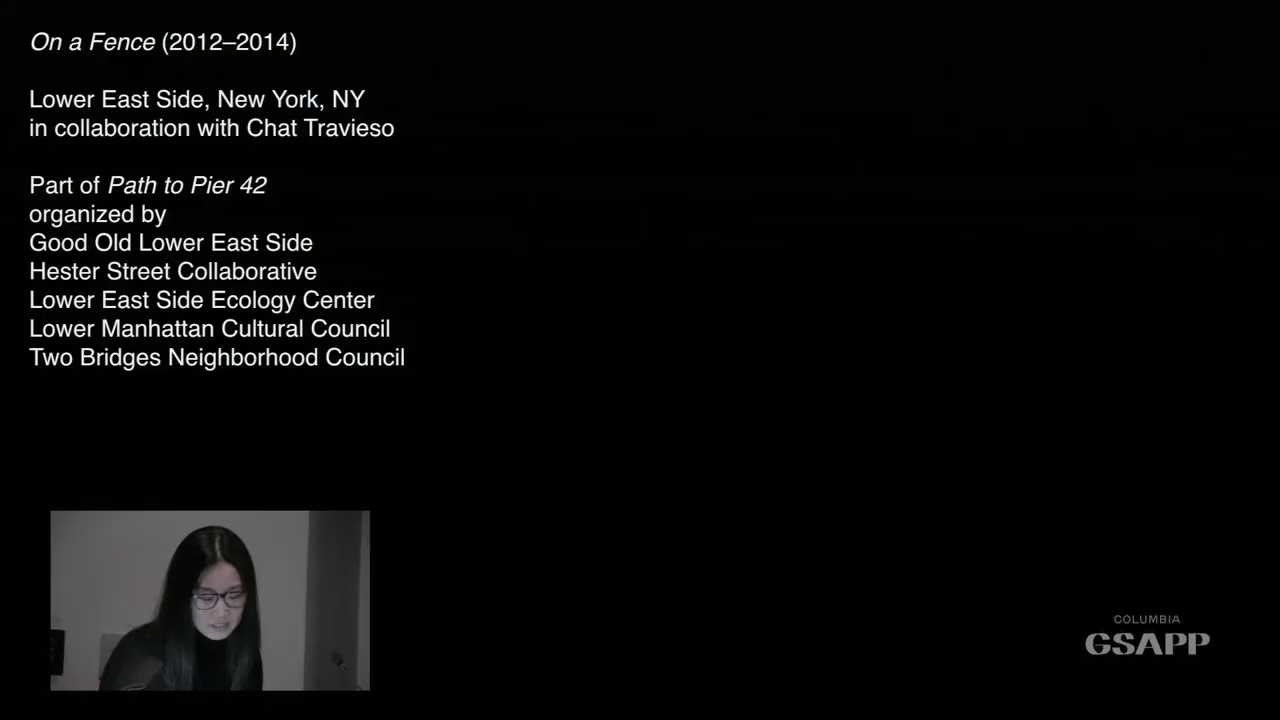 On a Fence (2012–2014)
Lower East Side, New York, NY
in collaboration with Chat Travieso
Part of Path to Pier 42
organized by
Good Old Lower East Side
Hester Street Collaborative
Lower East Side Ecology Center
Lower Manhattan Cultural Council
Two Bridges Neighborhood Council
COLUMBIA
GSAPP